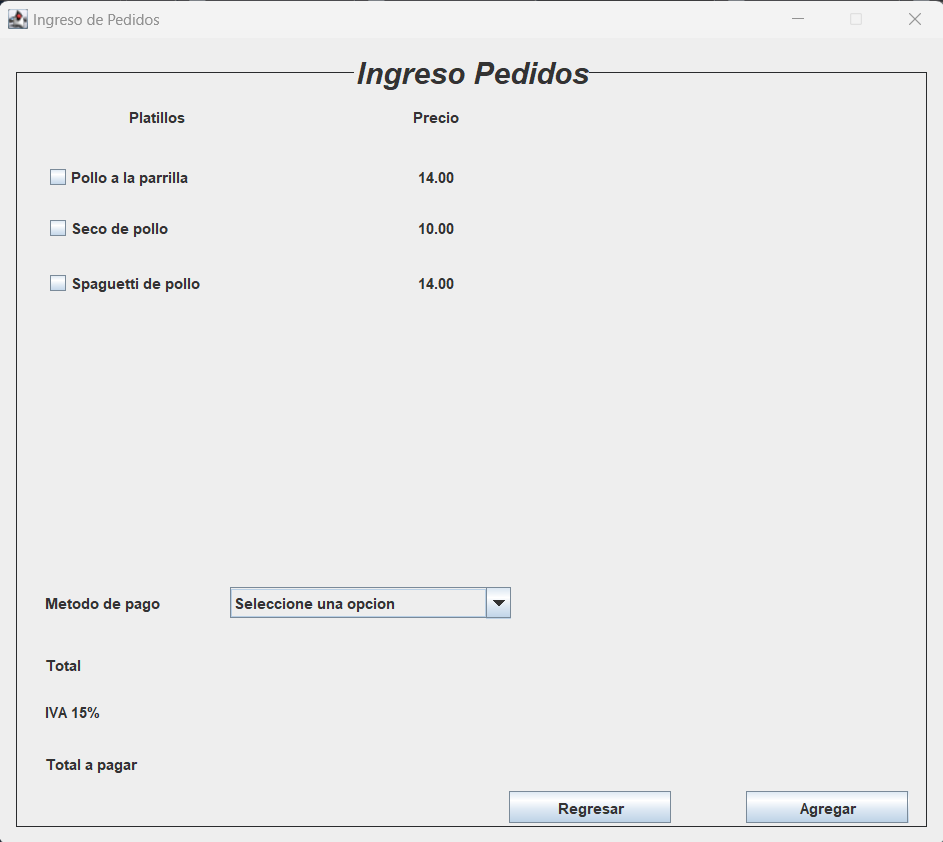 Ingreso de Pedidos
Ingreso Pedidos
Platillos Precio
Pollo a la parrilla 14.00
Seco de pollo 10.00
Spaguetti de pollo 14.00
Metodo de pago Seleccione una opcion
Total
IVA 15%
Total a pagar
Regresar Agregar